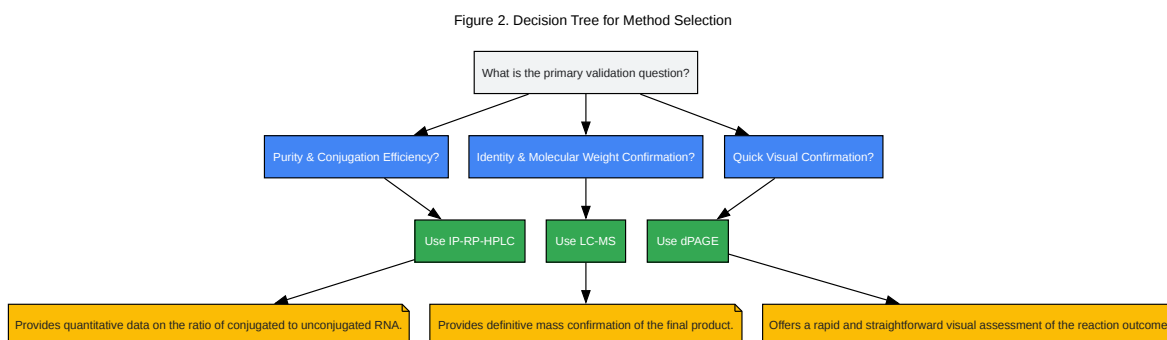 Figure 2. Decision Tree for Method Selection
What is the primary validation question?
Purity & Conjugation Efficiency?
Identity & Molecular Weight Confirmation?
Quick Visual Confirmation?
Use IP-RP-HPLC
Use LC-MS
Use dPAGE
Provides quantitative data on the ratio of conjugated to unconjugated RNA.
Provides definitive mass confirmation of the final product.
Offers a rapid and straightforward visual assessment of the reaction outcome